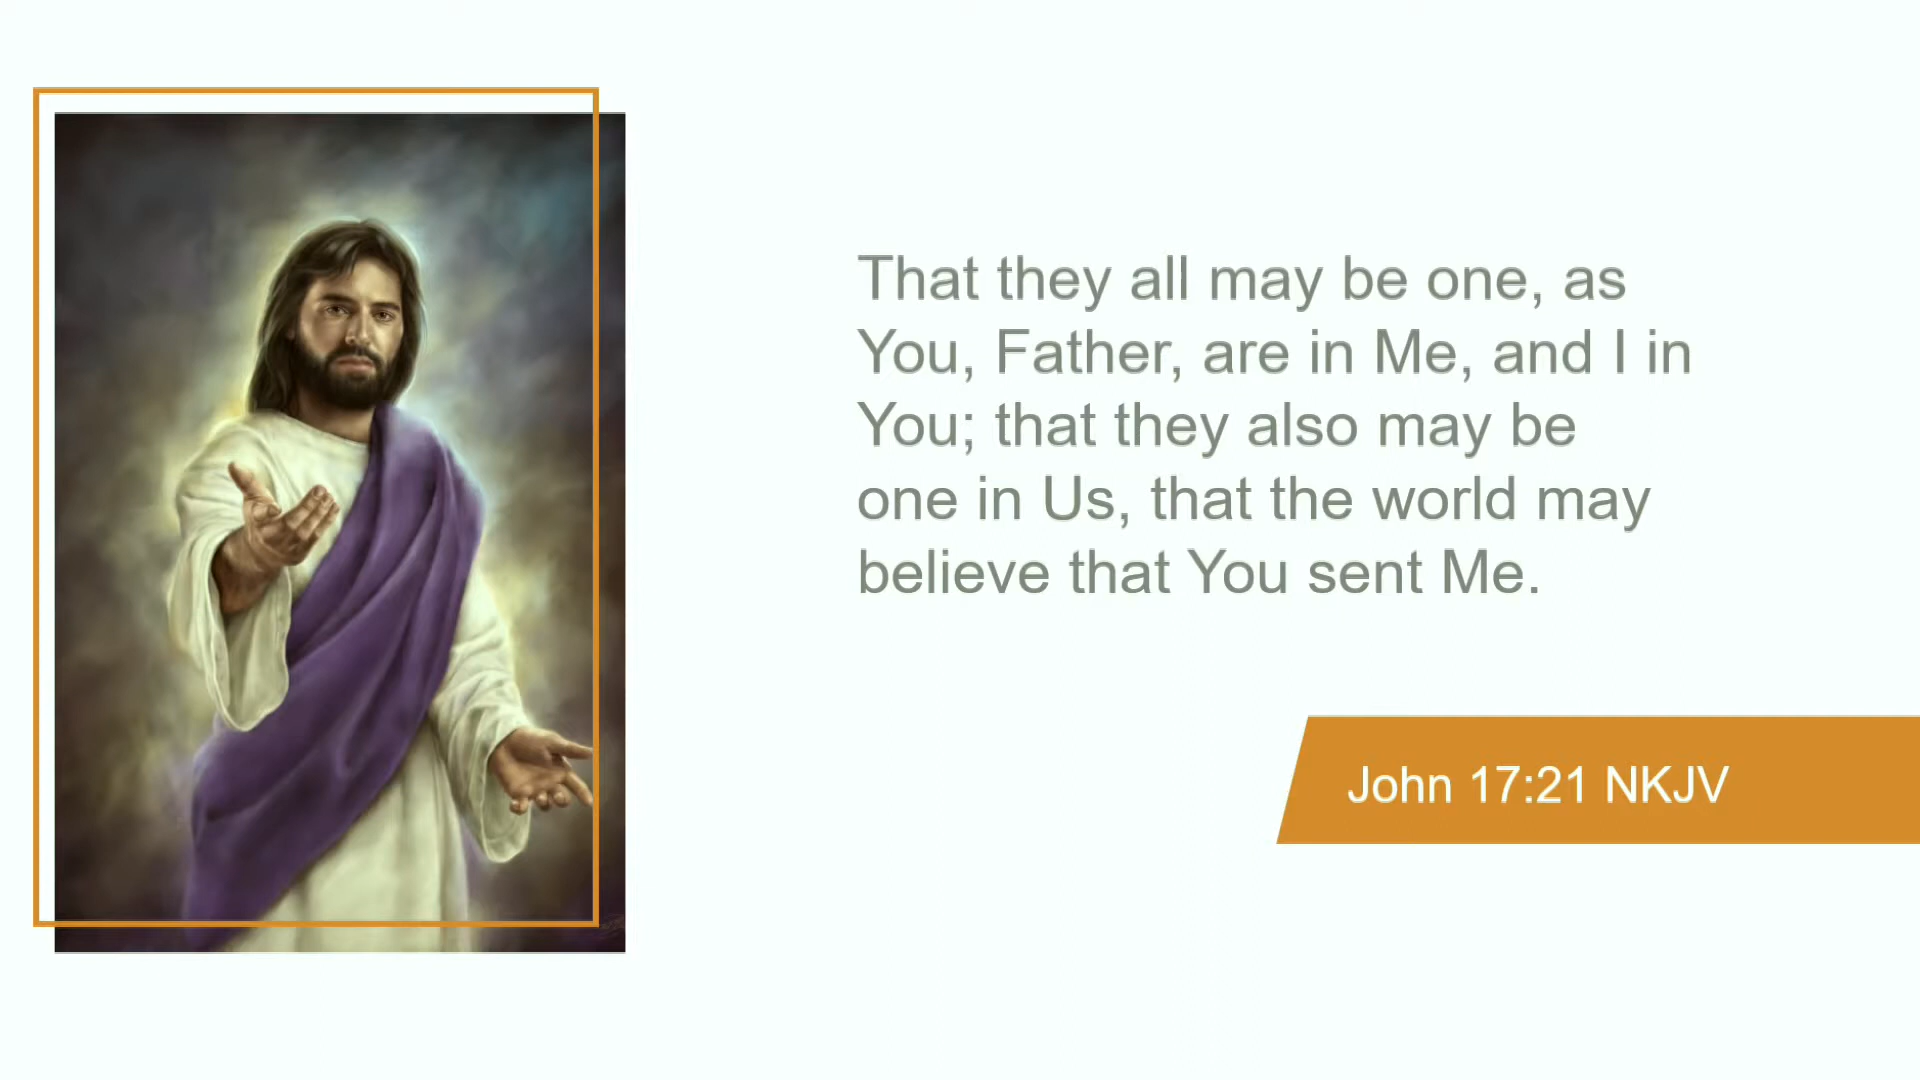 That they all may be one, as
You, Father, are in Me, and I in
You; that they also may be
one in Us, that the world may
believe that You sent Me.
John 17:21 NKJV